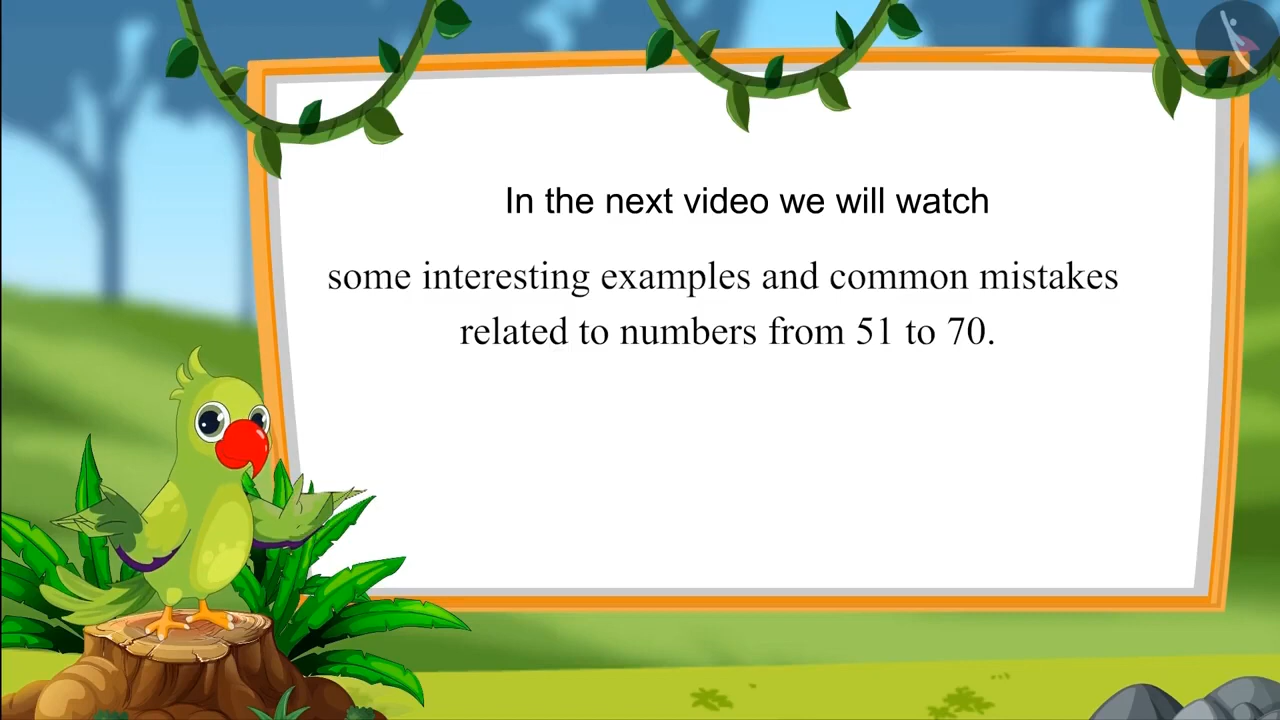 In the next video we will watch
some interesting examples and common mistakes
related to numbers from 51 to 70.